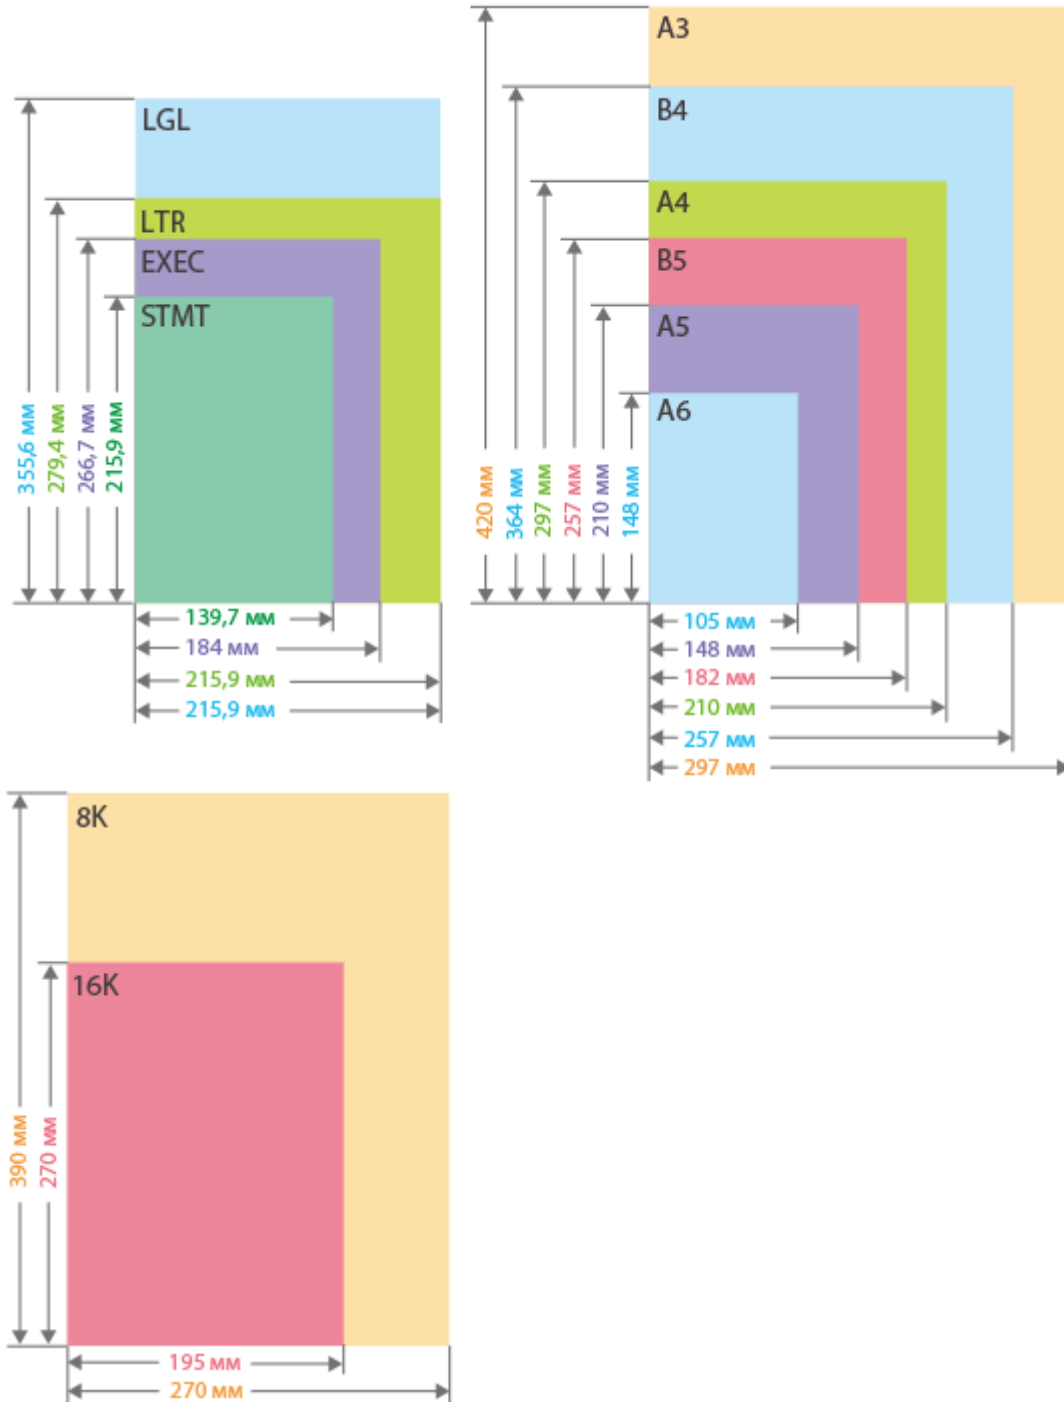 LGL
LTR
EXEC
STMT
355,6 мм
279,4 мм
266,7 мм
215,9 мм
139,7 мм
184 мм
215,9 мм
215,9 мм
A3
B4
A4
B5
A5
A6
420 мм
364 мм
297 мм
257 мм
210 мм
148 мм
105 мм
148 мм
182 мм
210 мм
257 мм
297 мм
8K
16K
390 мм
270 мм
195 мм
270 мм